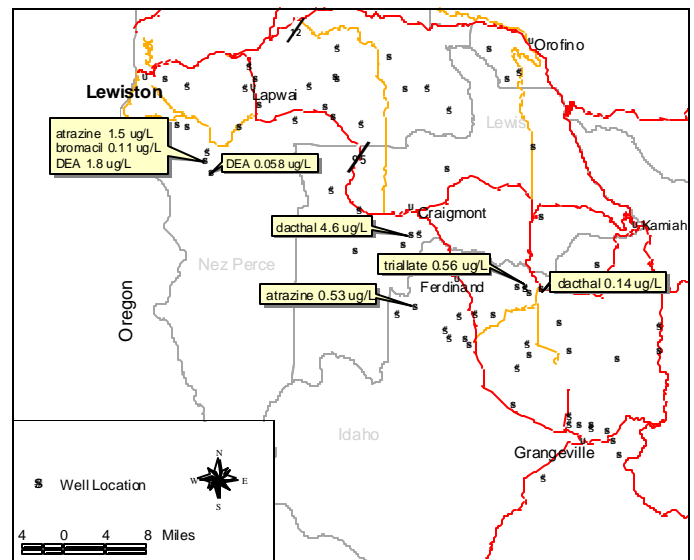 12
Orofino
Lewiston
Lapwai
Lewis
atrazine 1.5 ug/L
bromacil 0.11 ug/L
DEA 1.8 ug/L
DEA 0.058 ug/L
95
Craigmont
Kamiah
dacthal 4.6 ug/L
Nez Perce
triallate 0.56 ug/L
dacthal 0.14 ug/L
Ferdinand
atrazine 0.53 ug/L
Oregon
Idaho
Grangeville
N
W E
S
Well Location
4 0 4 8 Miles